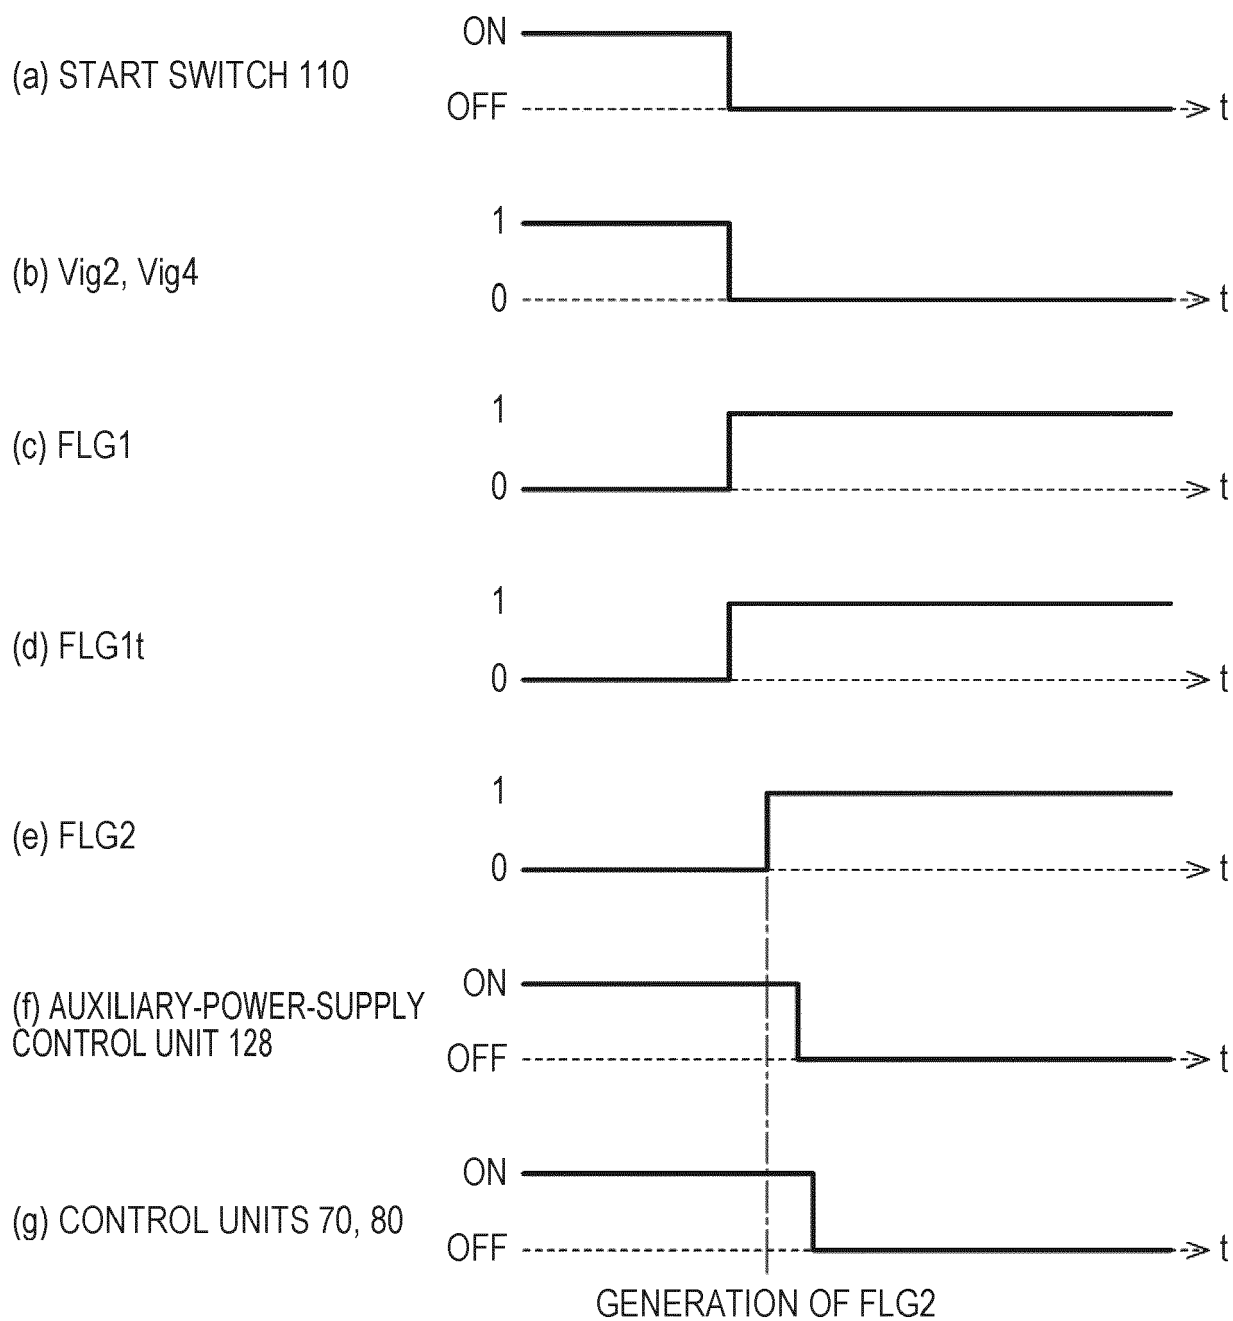 (a) START SWITCH 110
ON
OFF
t
(b) Vig2, Vig4
1
0
t
(c) FLG1
1
0
t
(d) FLG1t
1
0
t
(e) FLG2
1
0
t
(f) AUXILIARY-POWER-SUPPLY
CONTROL UNIT 128
ON
OFF
t
(g) CONTROL UNITS 70, 80
ON
OFF
t
GENERATION OF FLG2